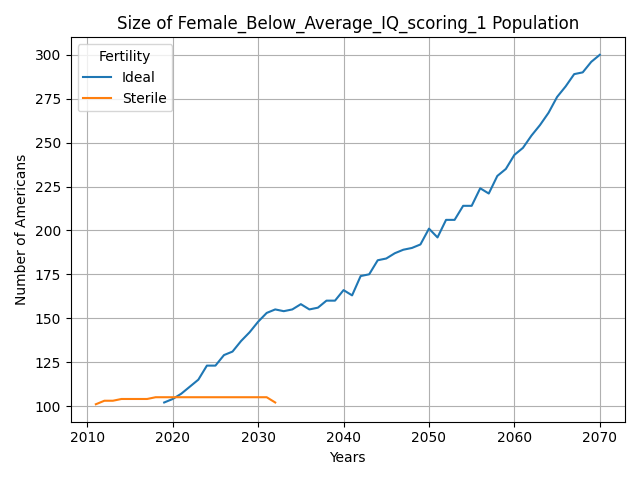 Size of Female_Below_Average_IQ_scoring_1 Population
Fertility
Ideal
Sterile
Number of Americans
300
275
250
225
200
175
150
125
100
2010 2020 2030 2040 2050 2060 2070
Years